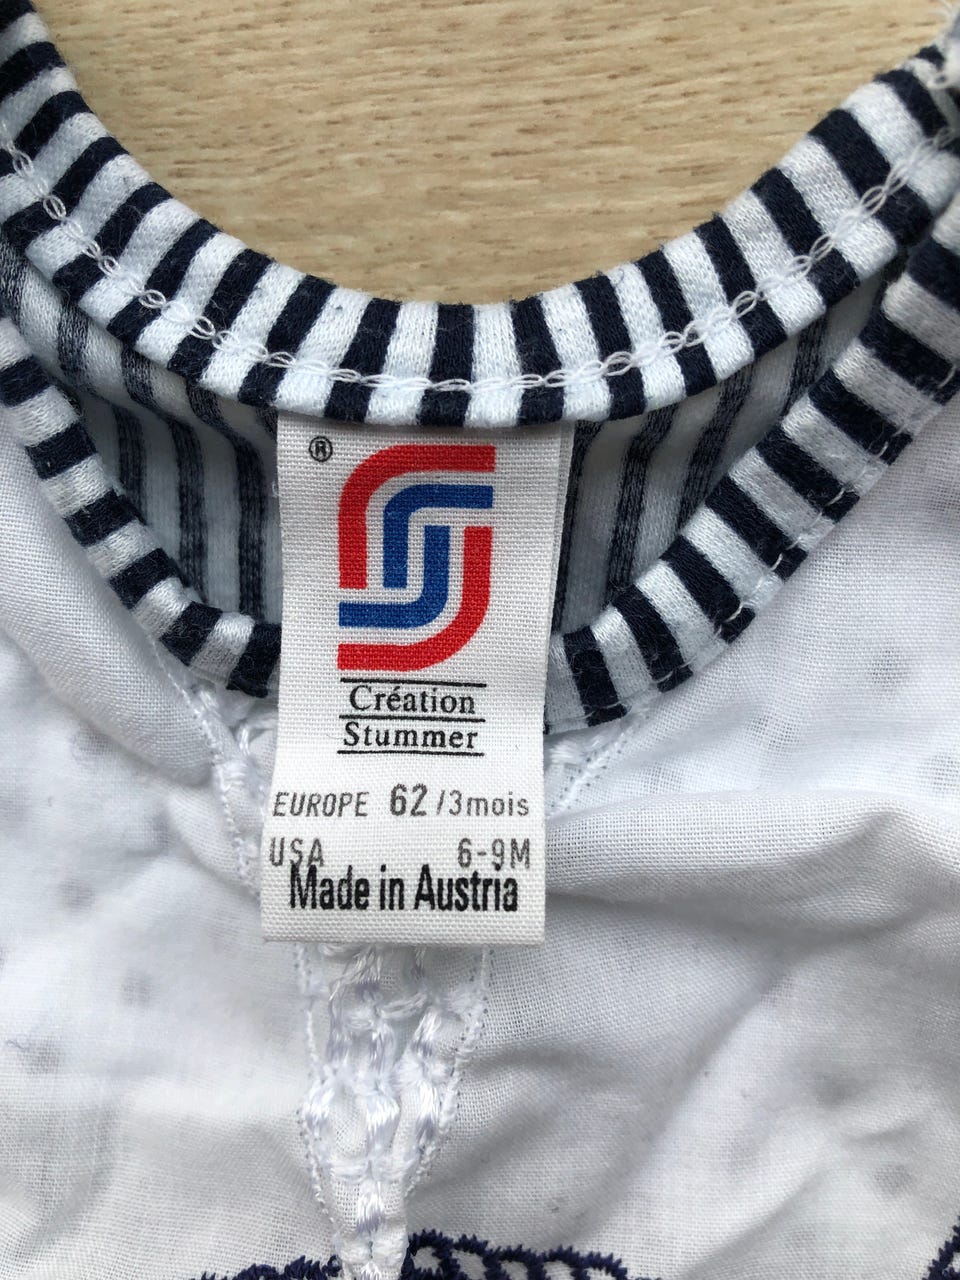 ®
Création
Stummer
EUROPE 62/3mois
USA 6-9M
Made in Austria